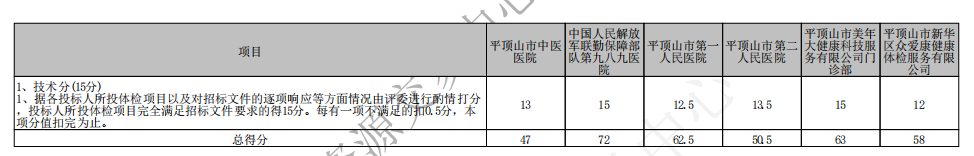 项目
平顶山市中医
医院
中国人民解放
军联勤保障部
队第九八九医
院
平顶山市第一
人民医院
平顶山市第二
人民医院
平顶山市美年
大健康科技服
务有限公司门
诊部
平顶山市新华
区众爱康健康
体检服务有限
公司
1、技术分(15分)
1、据各投标人所投体检项目以及对招标文件的逐项响应等方面情况由评委进行酌情打分
，投标人所投体检项目完全满足招标文件要求的得15分。每有一项不满足的扣0.5分，本
项分值扣完为止。
13
15
12.5
13.5
15
12
总得分
47
72
62.5
50.5
63
58